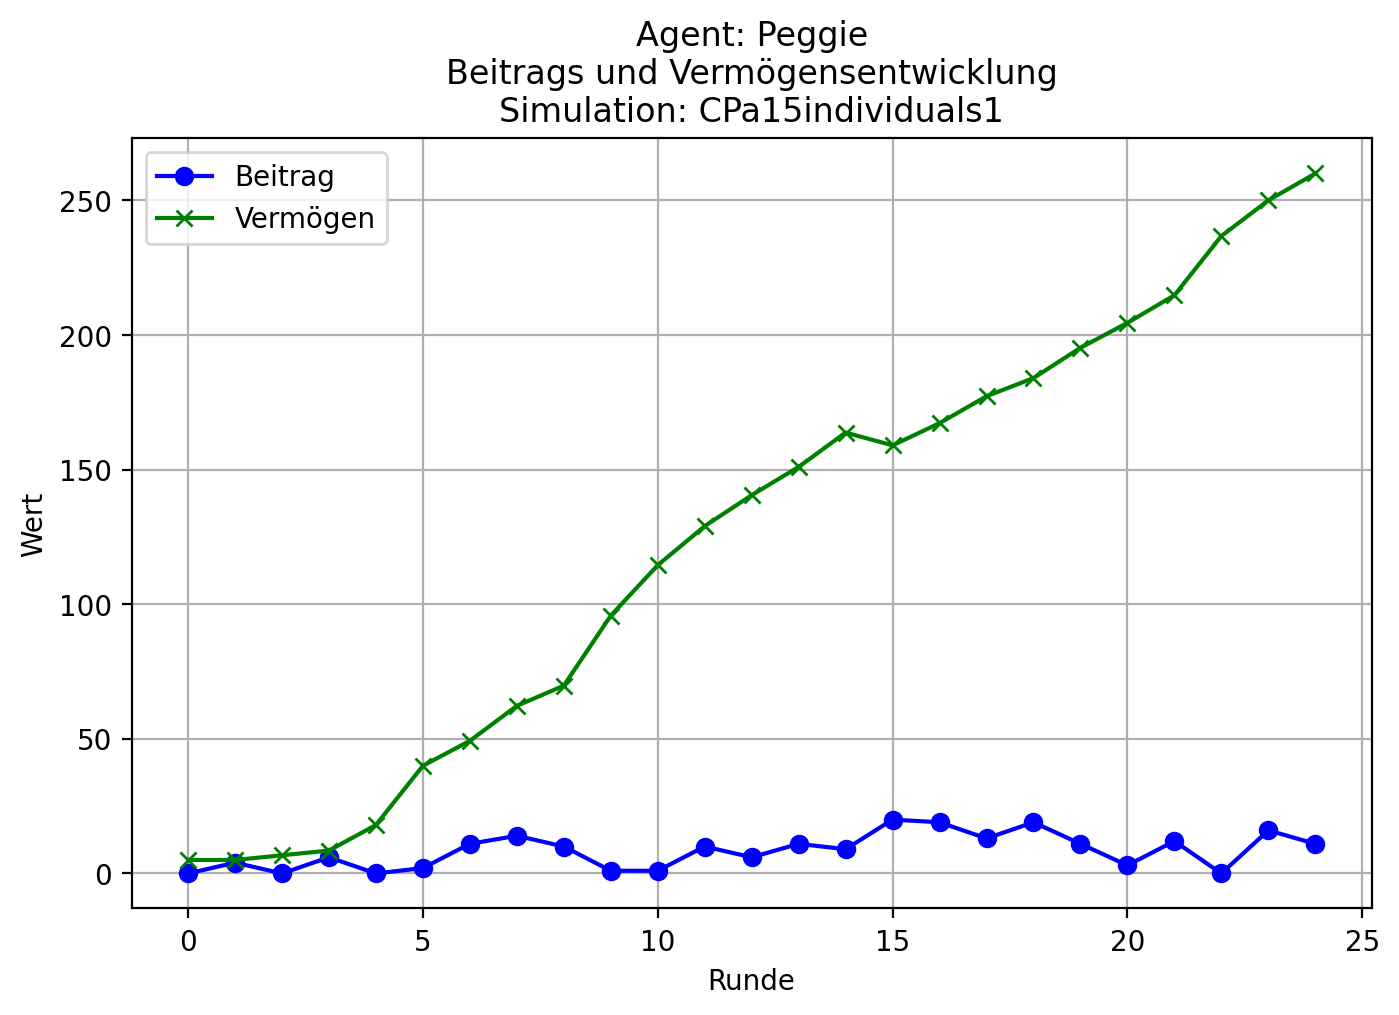 Agent: Peggie
Beitrags und Vermögensentwicklung
Simulation: CPa15individuals1
Beitrag
Vermögen
250
200
150
100
50
0
Wert
0 5 10 15 20 25
Runde